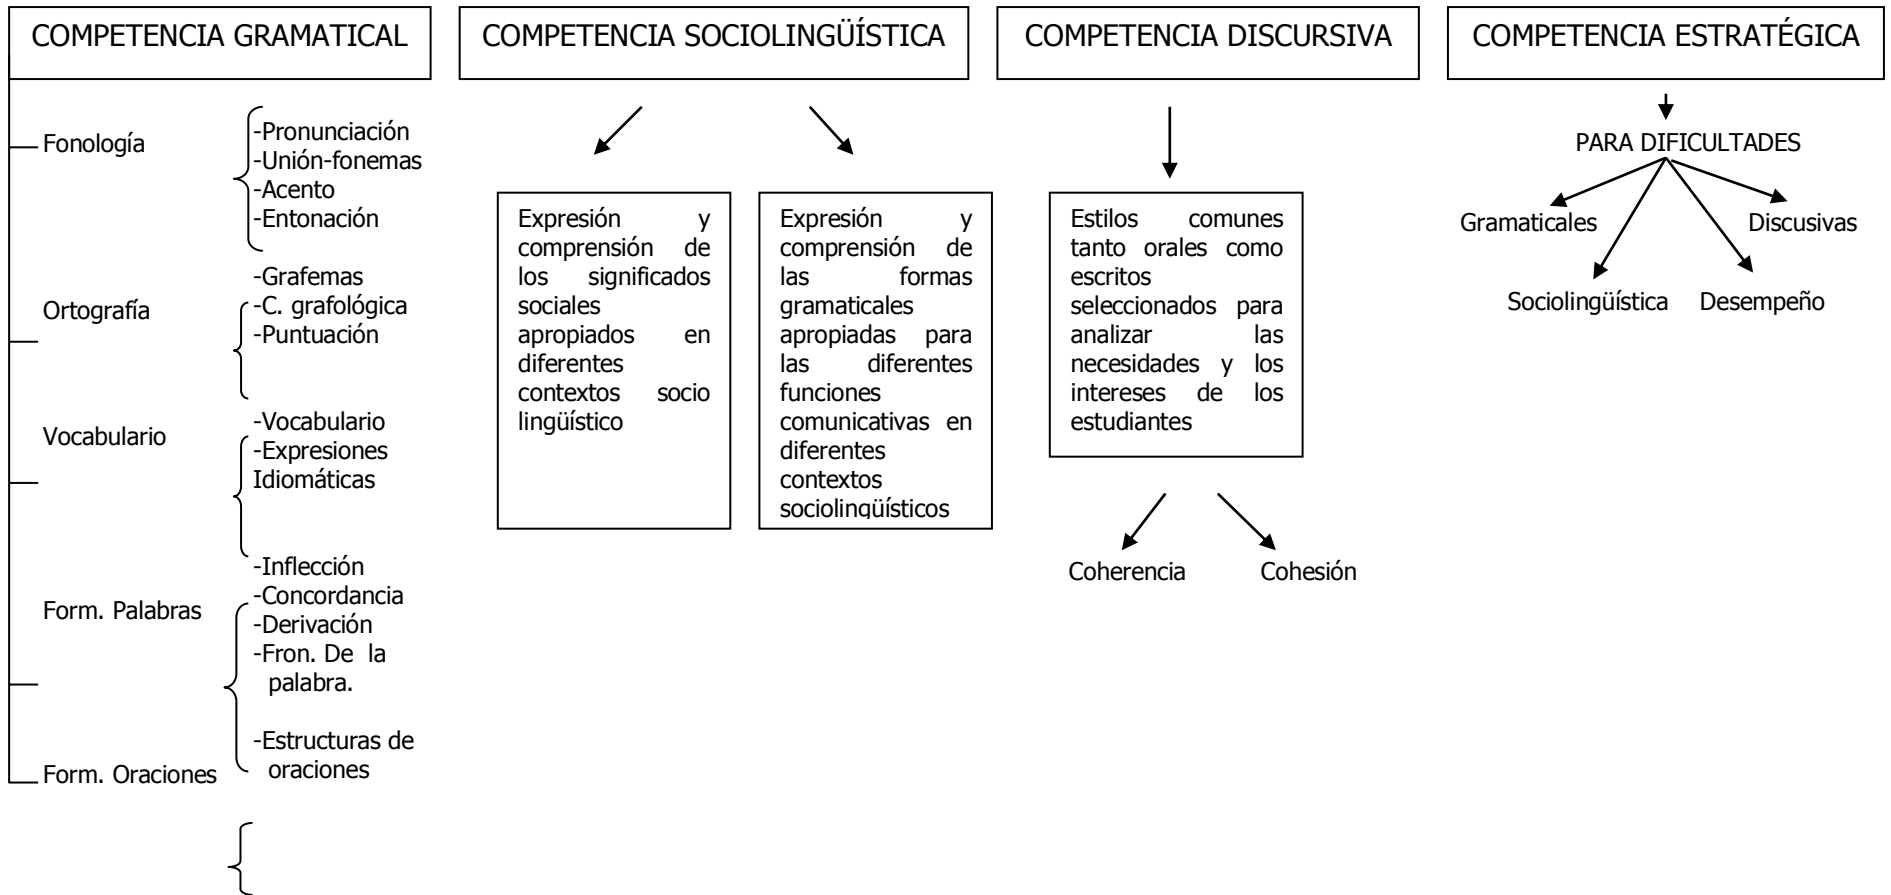 COMPETENCIA GRAMATICAL
Fonología
-Pronunciación
-Unión-fonemas
-Acento
-Entonación
Ortografía
-Grafemas
-C. grafológica
-Puntuación
Vocabulario
-Vocabulario
-Expresiones
Idiomáticas
Form. Palabras
-Inflección
-Concordancia
-Derivación
-Fron. De la
palabra.
Form. Oraciones
-Estructuras de
oraciones
COMPETENCIA SOCIOLINGÜÍSTICA
Expresión y
comprensión de
los significados
sociales
apropiados en
diferentes
contextos socio
lingüístico
Expresión y
comprensión de
las formas
gramaticales
apropiadas para
las diferentes
funciones
comunicativas en
diferentes
contextos
sociolingüísticos
COMPETENCIA DISCURSIVA
Estilos comunes
tanto orales como
escritos
seleccionados para
analizar las
necesidades y los
intereses de los
estudiantes
Coherencia
Cohesión
COMPETENCIA ESTRATÉGICA
PARA DIFICULTADES
Gramaticales
Discusivas
Sociolingüística
Desempeño